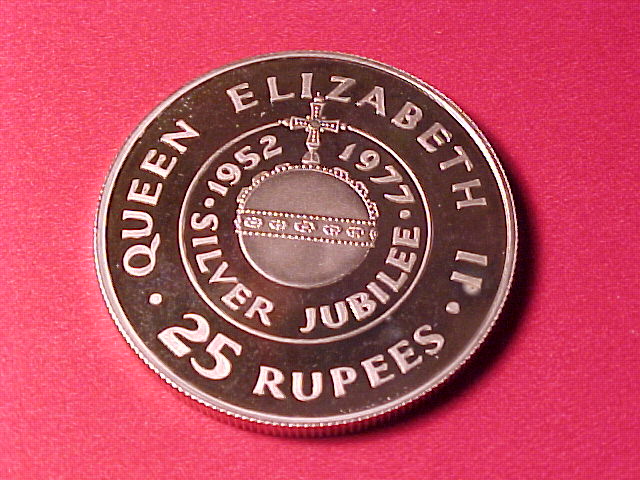 QUEEN ELIZABETH II
1952 1977
SILVER JUBILEE
25 RUPEES